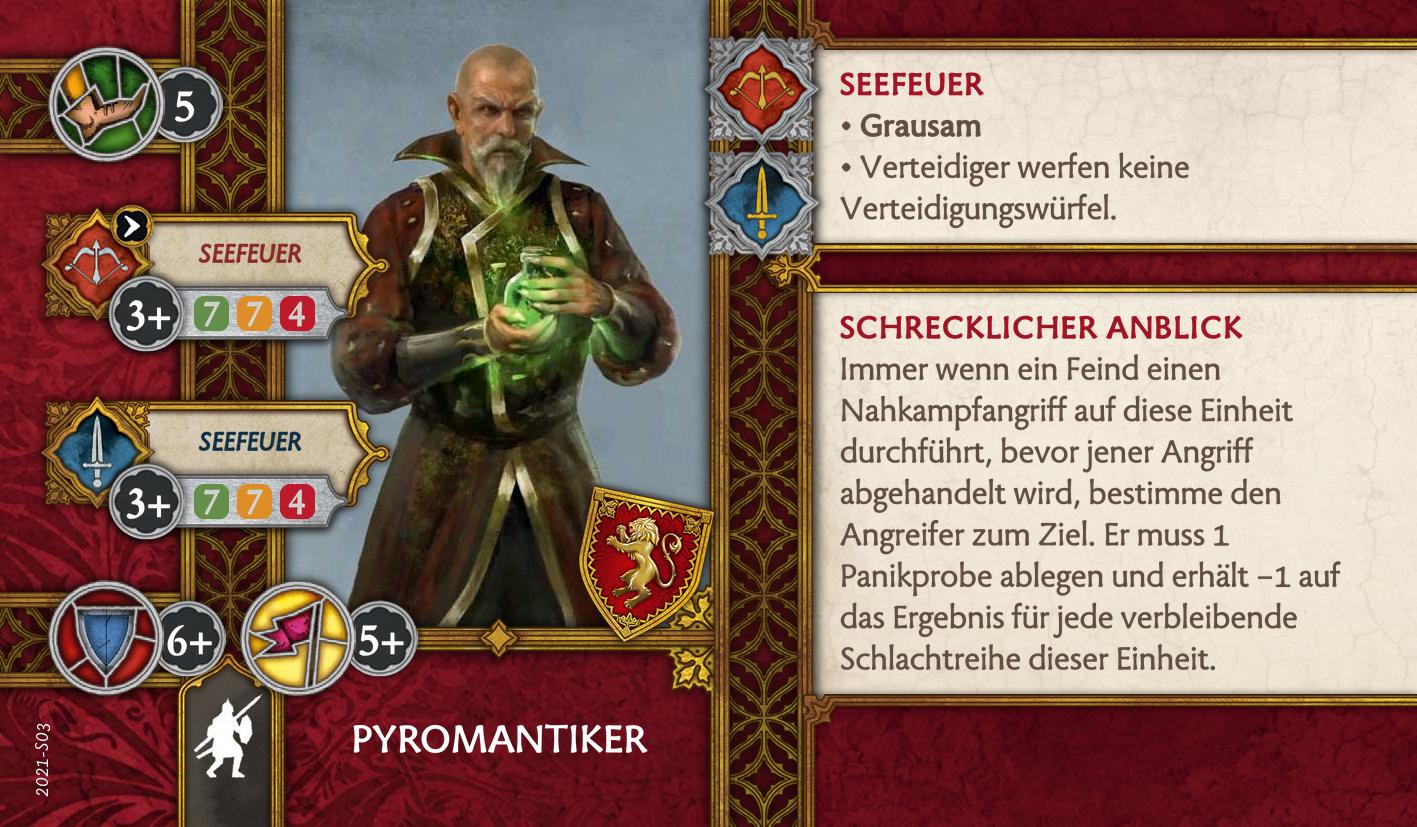 5
SEEFEUER
3+ 7 7 4
SEEFEUER
3+ 7 7 4
6+ 5+
2021-S03
PYROMANTIKER
SEEFEUER
• Grausam
• Verteidiger werfen keine
Verteidigungswürfel.
SCHRECKLICHER ANBLICK
Immer wenn ein Feind einen
Nahkampfangriff auf diese Einheit
durchführt, bevor jener Angriff
abgehandelt wird, bestimme den
Angreifer zum Ziel. Er muss 1
Panikprobe ablegen und erhält –1 auf
das Ergebnis für jede verbleibende
Schlachtreihe dieser Einheit.